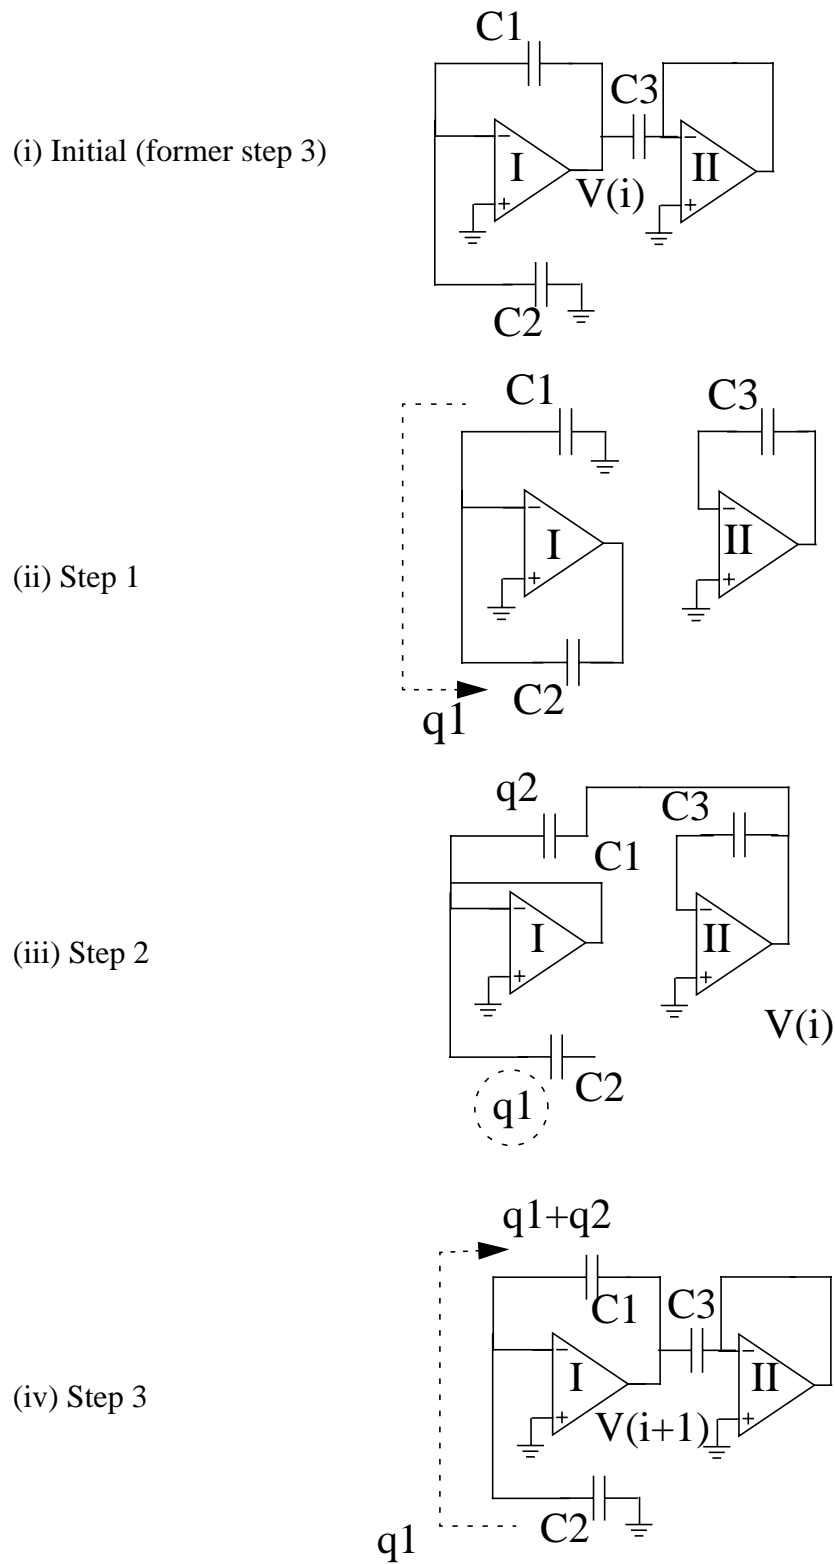 C1
C3
(i) Initial (former step 3)
−
I
+
V(i)
−
II
+
C2
C1
C3
−
I
+
−
II
+
(ii) Step 1
C2
q1
q2
C3
C1
−
I
+
−
II
+
(iii) Step 2
V(i)
C2
q1
q1+q2
C1
C3
−
I
+
−
II
+
(iv) Step 3
V(i+1)
C2
q1